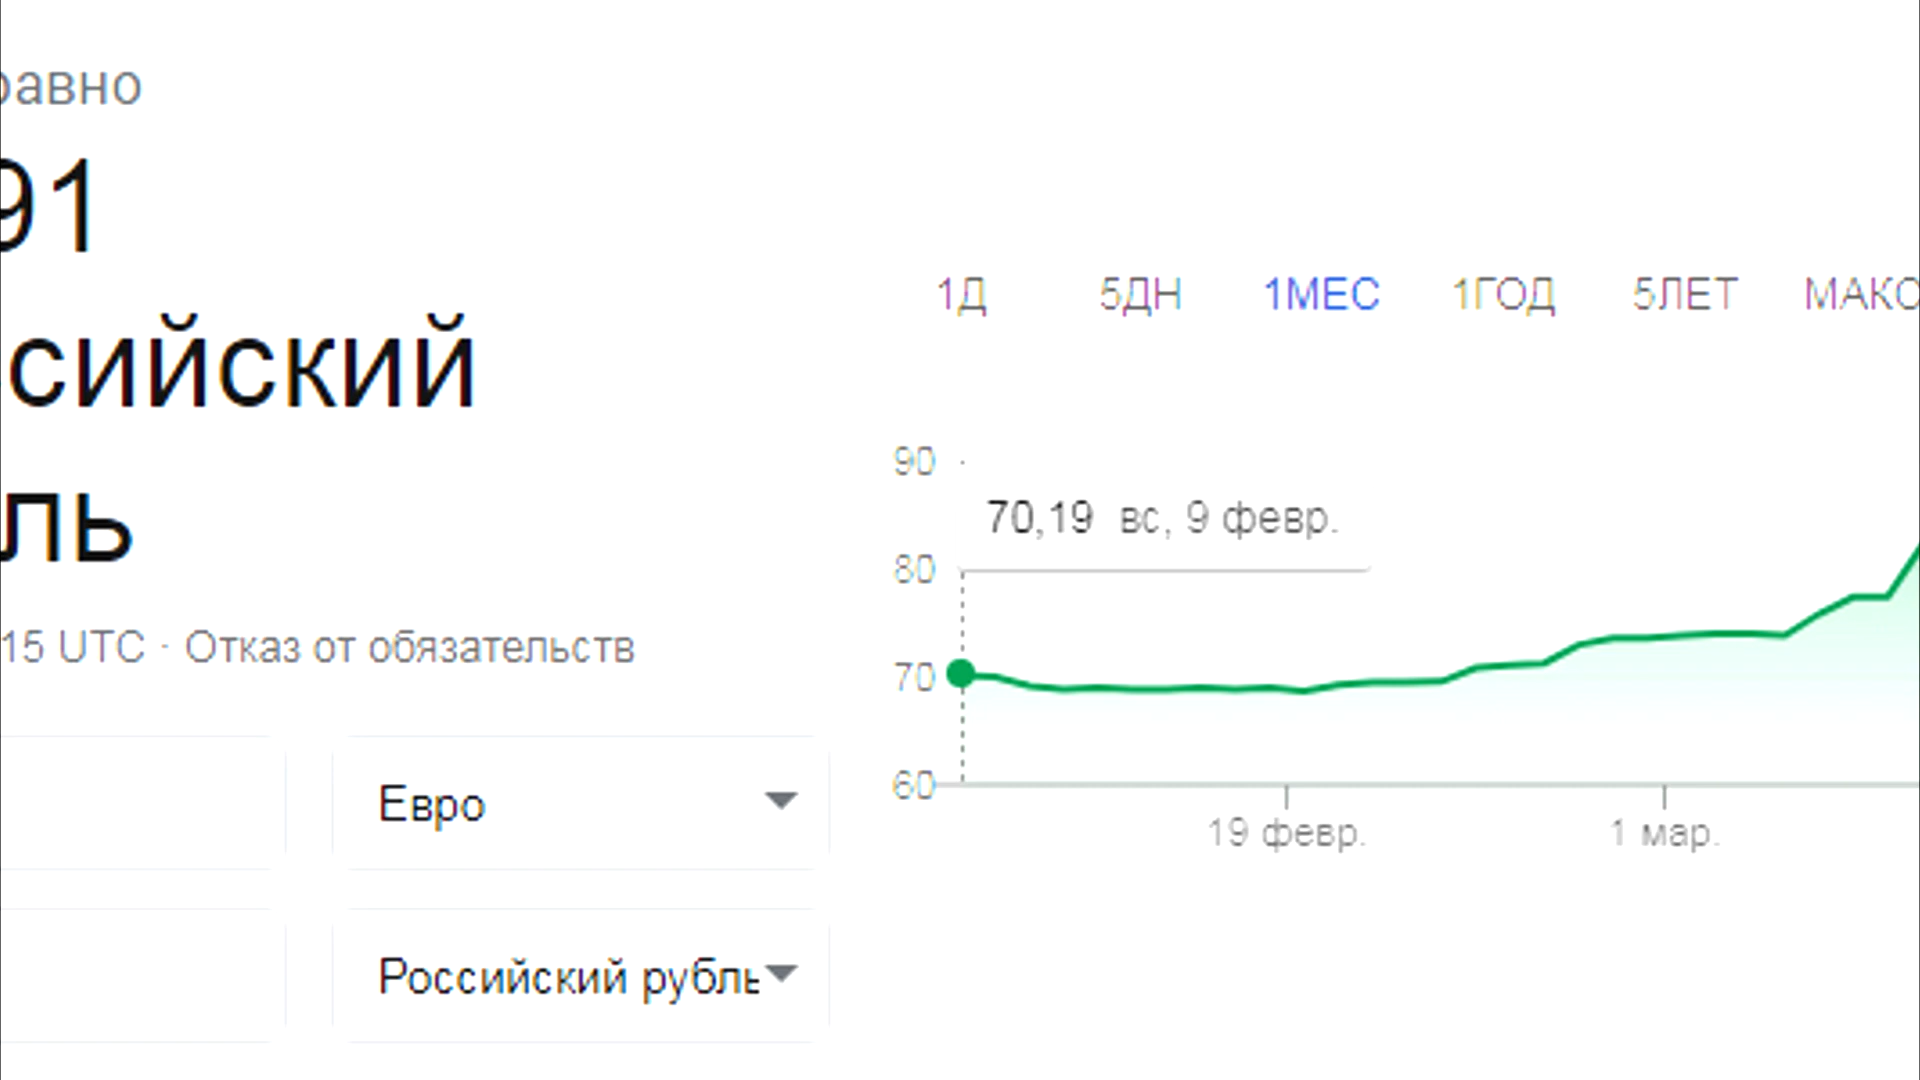 равно
91
сийский
ль
15 UTC · Отказ от обязательств
Евро
Российский рубль
1Д 5ДН 1МЕС 1ГОД 5ЛЕТ МАКС
90
70,19 вс, 9 февр.
80
70
60
19 февр. 1 мар.